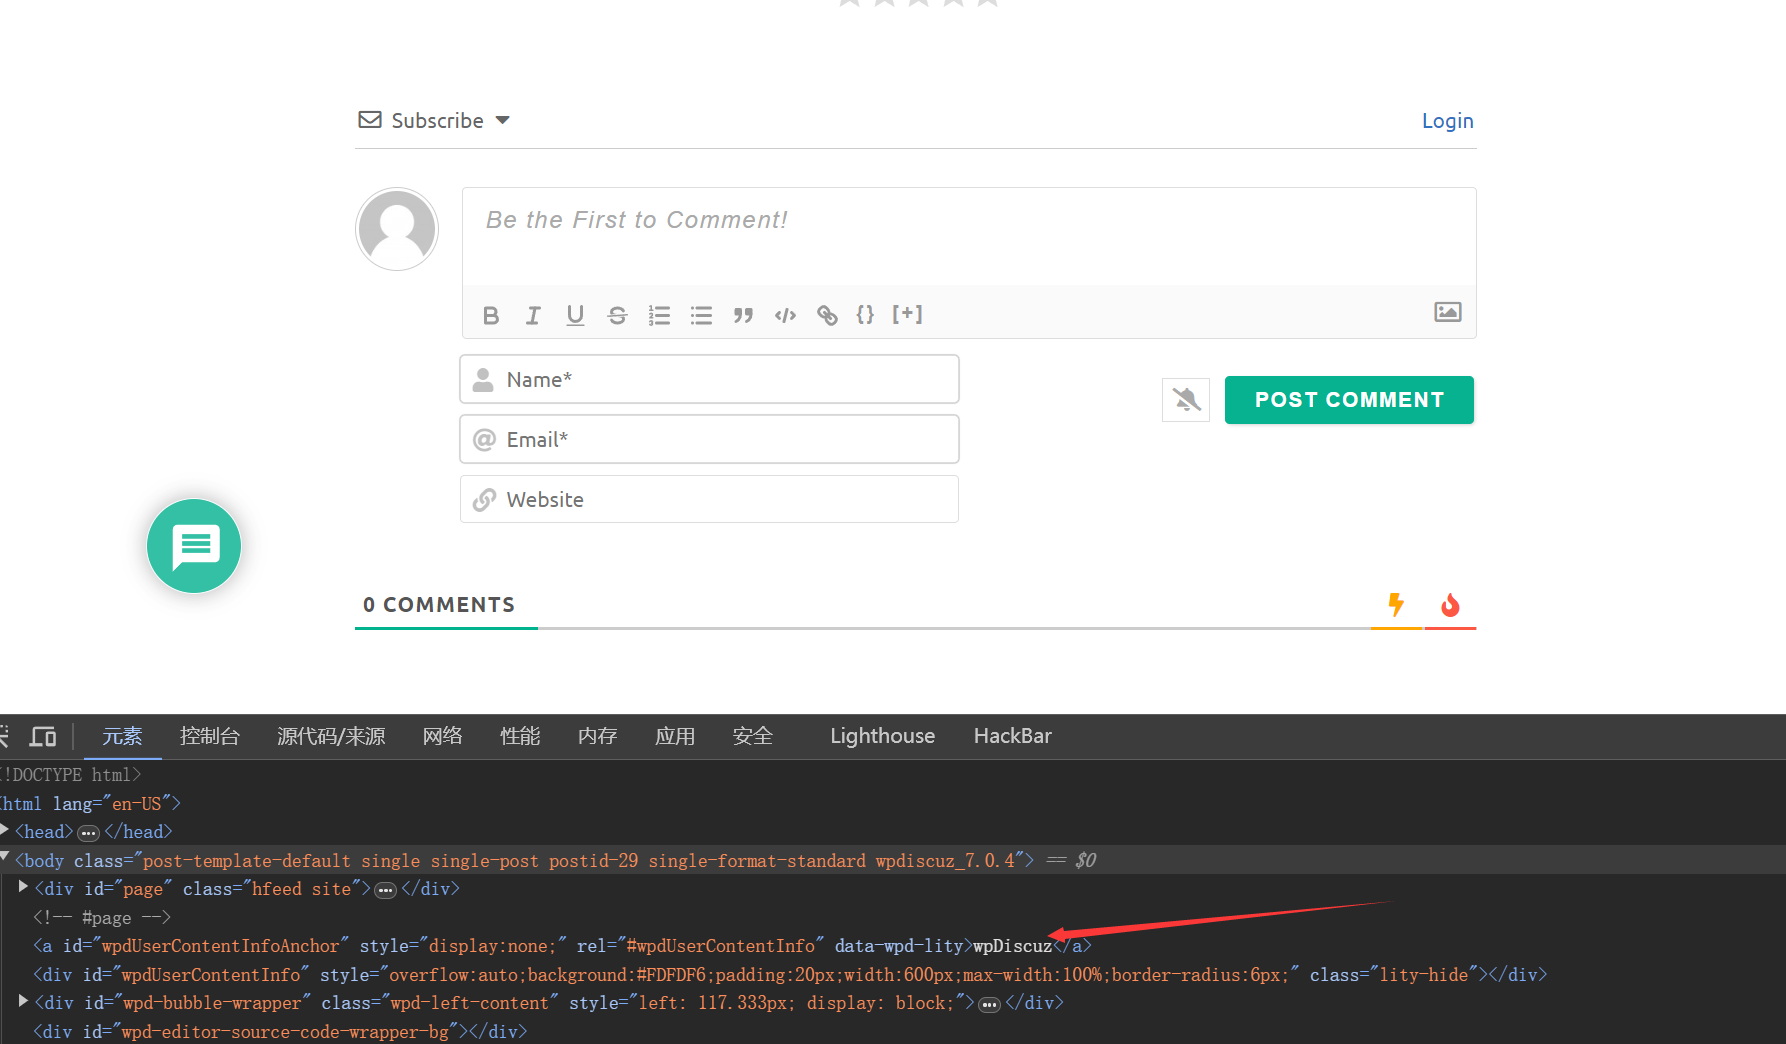 Subscribe
Login
Be the First to Comment!
B I U S </> {} [+]
Name*
POST COMMENT
@ Email*
Website
0 COMMENTS
元素 控制台 源代码/来源 网络 性能 内存 应用 安全 Lighthouse HackBar
!DOCTYPE html>
html lang="en-US">
<head> ••• </head>
<body class="post-template-default single single-post postid-29 single-format-standard wpdiscuz_7.0.4"> == $0
<div id="page" class="hfeed site"> ••• </div>
<!-- #page -->
<a id="wpdUserContentInfoAnchor" style="display:none;" rel="#wpdUserContentInfo" data-wpd-lity>wpDiscuz</a>
<div id="wpdUserContentInfo" style="overflow:auto;background:#FDFDF6;padding:20px;width:600px;max-width:100%;border-radius:6px;" class="lity-hide"></div>
<div id="wpd-bubble-wrapper" class="wpd-left-content" style="left: 117.333px; display: block;"> ••• </div>
<div id="wpd-editor-source-code-wrapper-bg"></div>